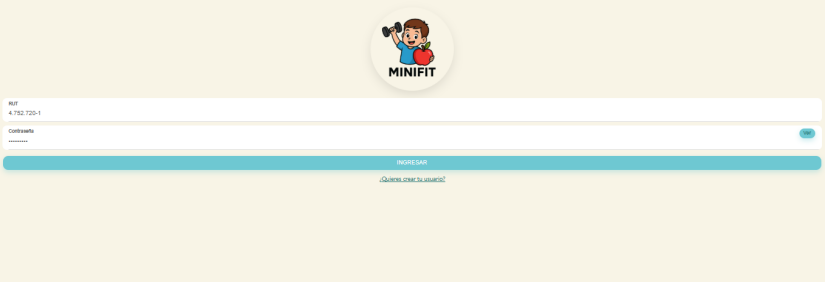 MINIFIT
RUT
4.752.720-1
Contraseña
INGRESAR
¿Quieres crear tu usuario?